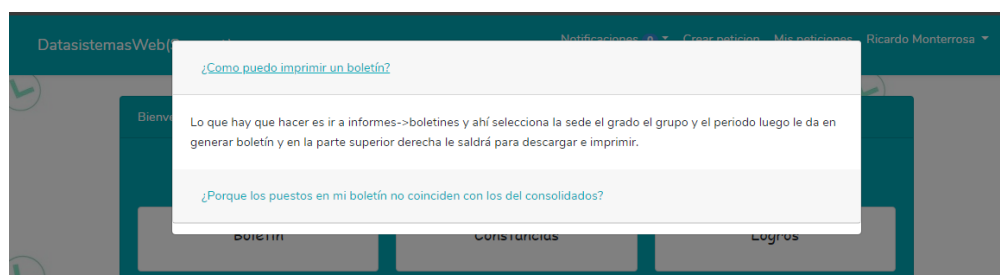 DatasistemasWeb(S
Notificaciones Crear peticion Mis peticiones Ricardo Monterrosa
¿Como puedo imprimir un boletín?
Bienve
Lo que hay que hacer es ir a informes->boletines y ahí selecciona la sede el grado el grupo y el periodo luego le da en
generar boletín y en la parte superior derecha le saldrá para descargar e imprimir.
¿Porque los puestos en mi boletín no coinciden con los del consolidados?
Boletin Constancias Logros